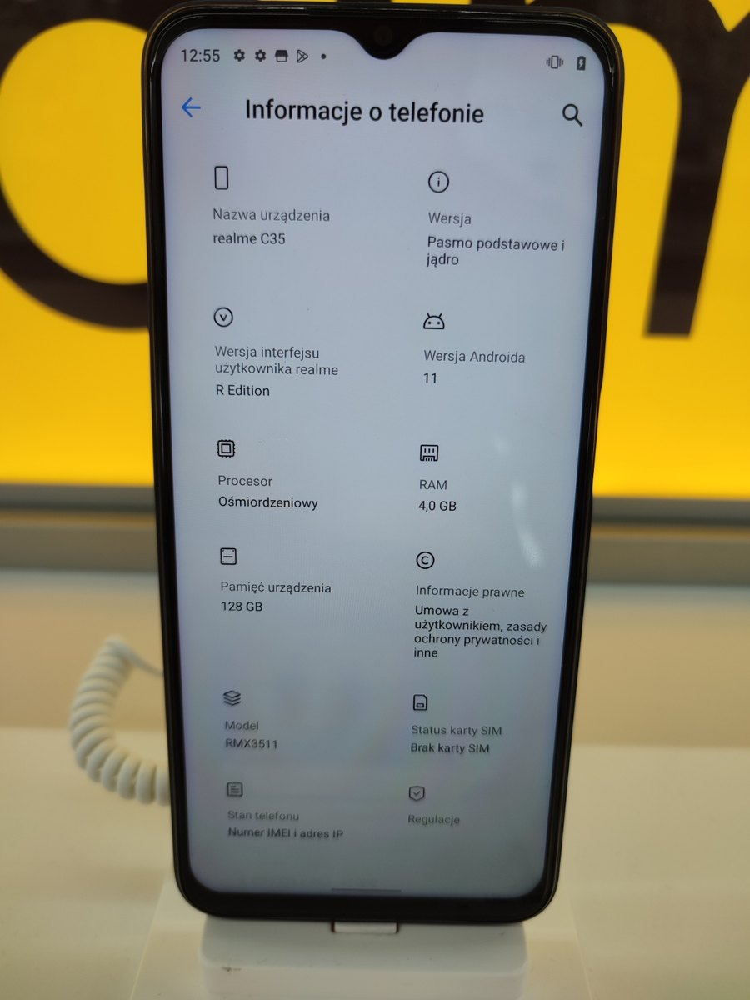 12:55
Informacje o telefonie
Nazwa urządzenia
realme C35
Wersja
Pasmo podstawowe i
jądro
Wersja interfejsu
użytkownika realme
R Edition
Wersja Androida
11
Procesor
Ośmiordzeniowy
RAM
4,0 GB
Pamięć urządzenia
128 GB
Informacje prawne
Umowa z
użytkownikiem, zasady
ochrony prywatności i
inne
Model
RMX3511
Status karty SIM
Brak karty SIM
Stan telefonu
Numer IMEI i adres IP
Regulacje